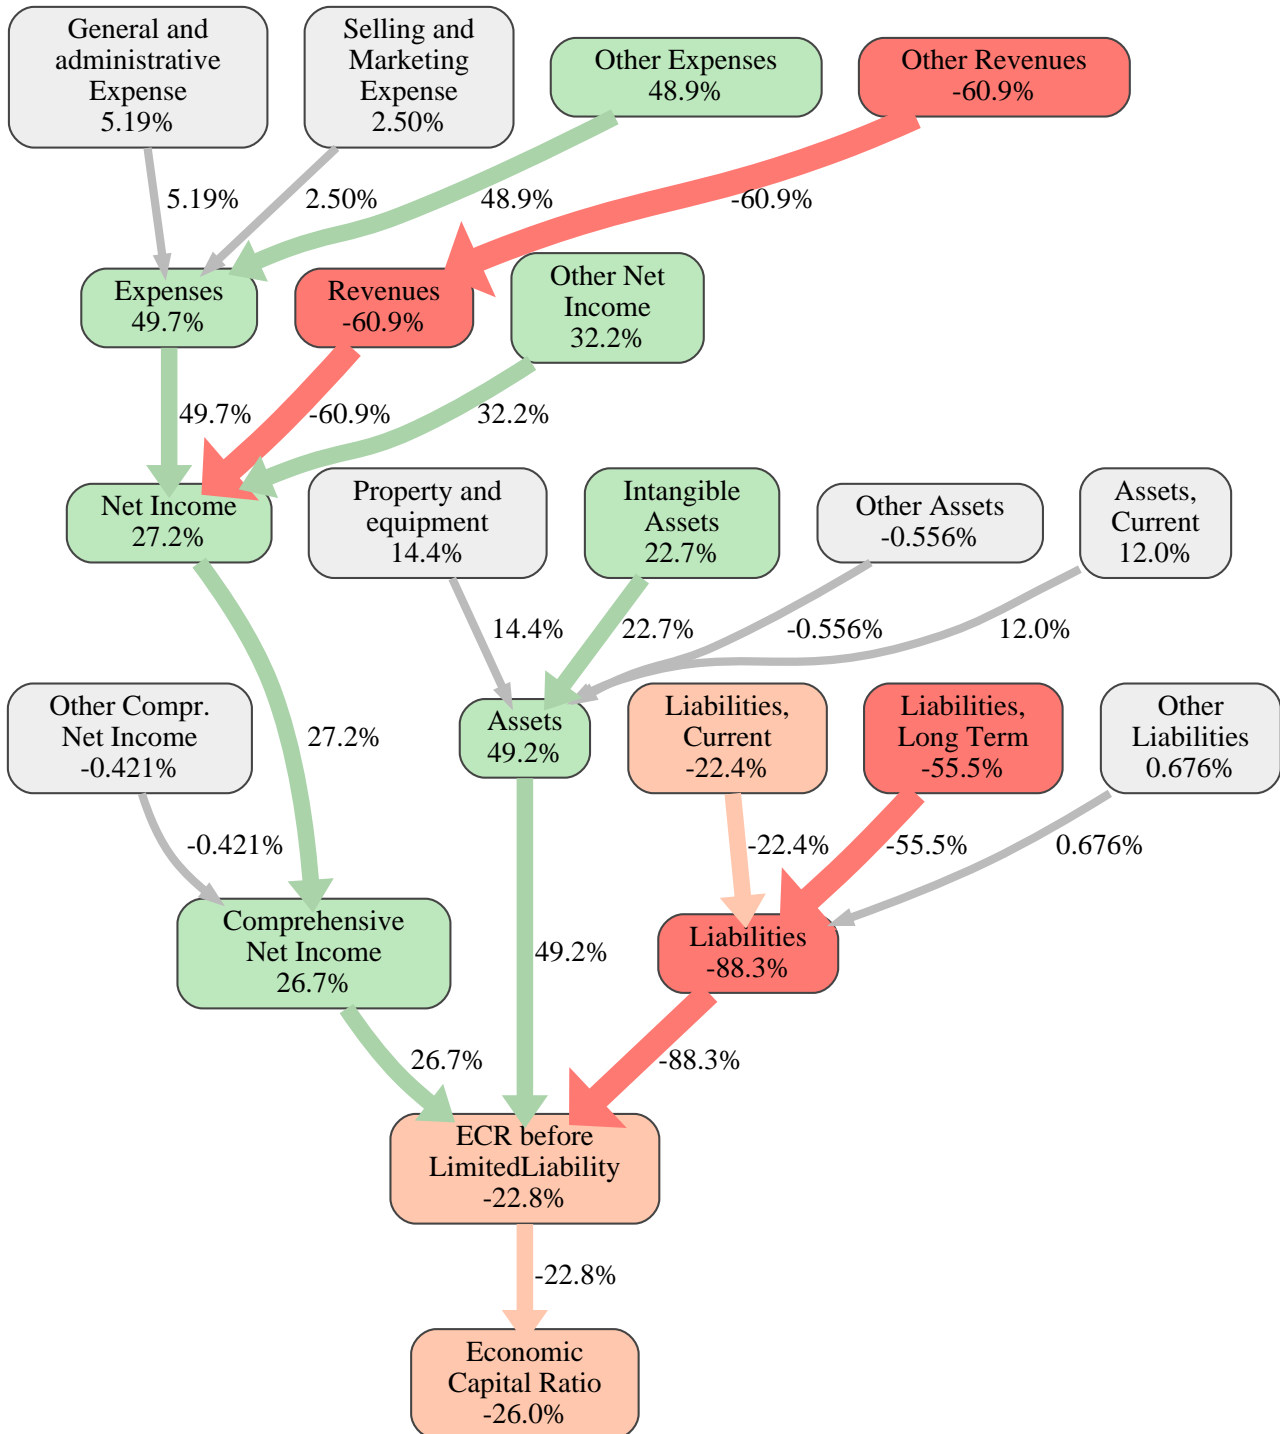 General and
administrative
Expense
5.19%
Selling and
Marketing
Expense
2.50%
Other Expenses
48.9%
Other Revenues
-60.9%
5.19%
2.50%
48.9%
-60.9%
Expenses
49.7%
Revenues
-60.9%
Other Net
Income
32.2%
49.7%
-60.9%
32.2%
Net Income
27.2%
Property and
equipment
14.4%
Intangible
Assets
22.7%
Other Assets
-0.556%
Assets,
Current
12.0%
14.4%
22.7%
-0.556%
12.0%
Other Compr.
Net Income
-0.421%
27.2%
Assets
49.2%
Liabilities,
Current
-22.4%
Liabilities,
Long Term
-55.5%
Other
Liabilities
0.676%
-0.421%
-22.4%
-55.5%
0.676%
Comprehensive
Net Income
26.7%
49.2%
Liabilities
-88.3%
26.7%
-88.3%
ECR before
LimitedLiability
-22.8%
-22.8%
Economic
Capital Ratio
-26.0%